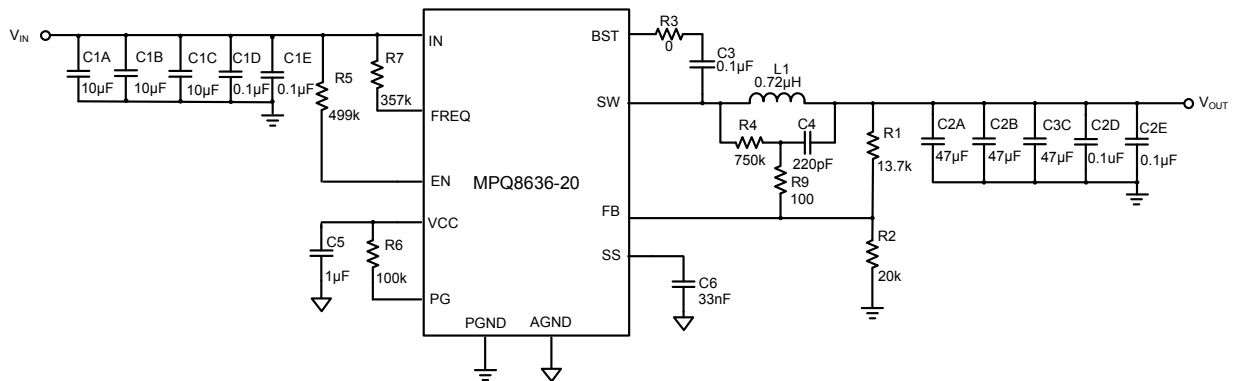 V_IN
C1A
10μF
C1B
10μF
C1C
10μF
C1D
0.1μF
C1E
0.1μF
R5
499k
R7
357k
IN
FREQ
EN
VCC
PG
C5
1μF
R6
100k
MPQ8636-20
PGND
AGND
BST
SW
FB
SS
R3
0
C3
0.1μF
L1
0.72μH
R4
750k
C4
220pF
R9
100
R1
13.7k
R2
20k
C6
33nF
C2A
47μF
C2B
47μF
C3C
47μF
C2D
0.1uF
C2E
0.1μF
V_OUT